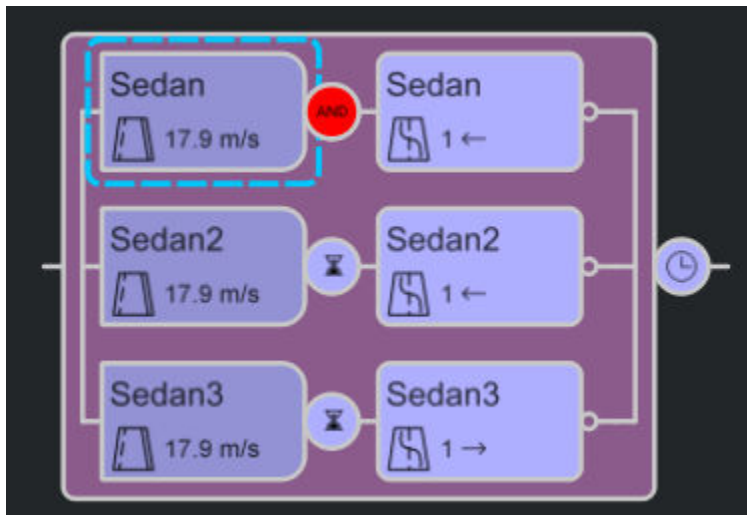 Sedan
17.9 m/s
AND
Sedan
1 ←
Sedan2
17.9 m/s
Sedan2
1 ←
Sedan3
17.9 m/s
Sedan3
1 →